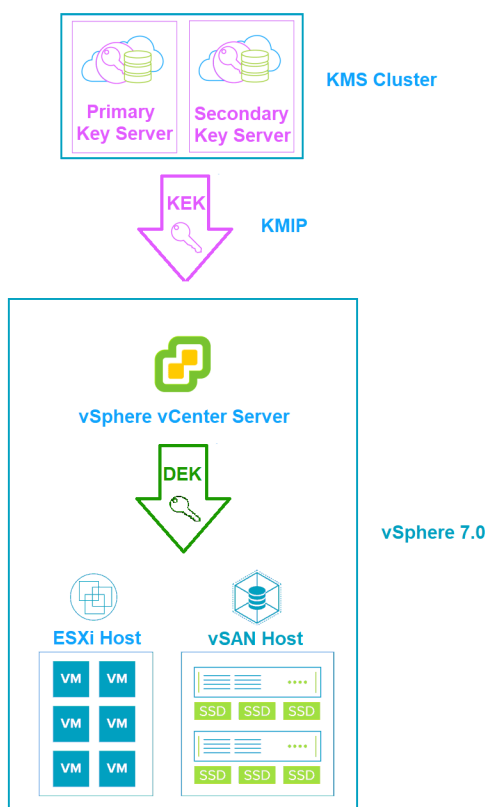 KMS Cluster
Primary
Key Server
Secondary
Key Server
KEK
KMIP
vSphere vCenter Server
DEK
vSphere 7.0
ESXi Host
vSAN Host
VM VM
VM VM
VM VM
SSD SSD SSD
SSD SSD SSD